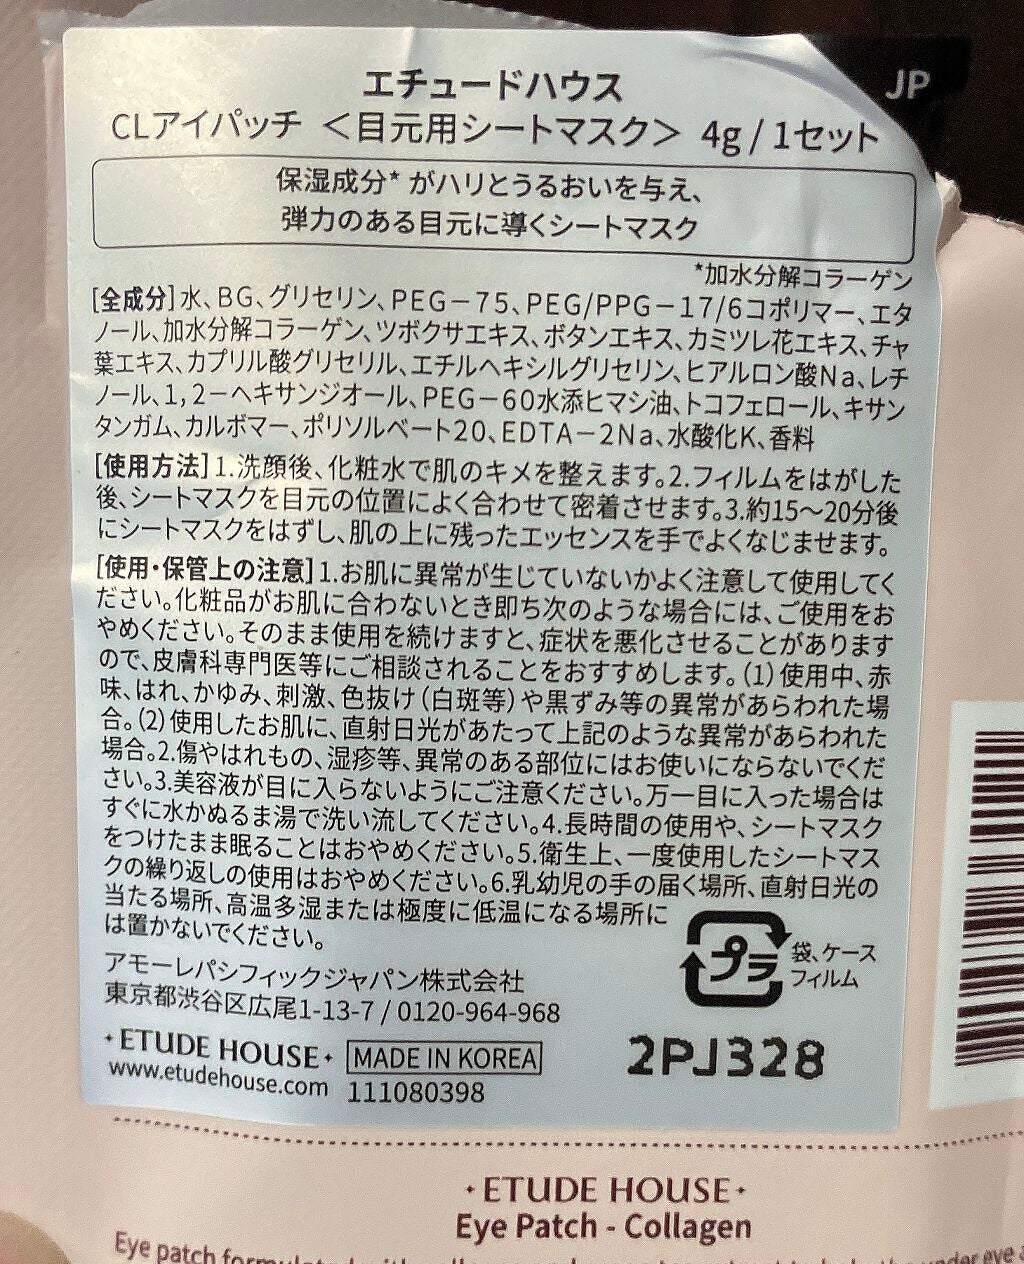 JP
エチュードハウス
CLアイパッチ ＜目元用シートマスク＞ 4g / 1セット
保湿成分* がハリとうるおいを与え、
弾力のある目元に導くシートマスク
*加水分解コラーゲン
[全成分]水、BG、グリセリン、PEG－75、PEG/PPG－17/6コポリマー、エタ
ノール、加水分解コラーゲン、ツボクサエキス、ボタンエキス、カミツレ花エキス、チャ
葉エキス、カプリル酸グリセリル、エチルヘキシルグリセリン、ヒアルロン酸Na、レチ
ノール、1,2－ヘキサンジオール、PEG－60水添ヒマシ油、トコフェロール、キサン
タンガム、カルボマー、ポリソルベート20、EDTA－2Na、水酸化K、香料
[使用方法]1.洗顔後、化粧水で肌のキメを整えます。2.フィルムをはがした
後、シートマスクを目元の位置によく合わせて密着させます。3.約15～20分後
にシートマスクをはずし、肌の上に残ったエッセンスを手でよくなじませます。
[使用・保管上の注意]1.お肌に異常が生じていないかよく注意して使用してく
ださい。化粧品がお肌に合わないとき即ち次のような場合には、ご使用をお
やめください。そのまま使用を続けますと、症状を悪化させることがあります
ので、皮膚科専門医等にご相談されることをおすすめします。(1)使用中、赤
味、はれ、かゆみ、刺激、色抜け(白斑等)や黒ずみ等の異常があらわれた場
合。(2)使用したお肌に、直射日光があたって上記のような異常があらわれた
場合。2.傷やはれもの、湿疹等、異常のある部位にはお使いにならないでくだ
さい。3.美容液が目に入らないようにご注意ください。万一目に入った場合は
すぐに水かぬるま湯で洗い流してください。4.長時間の使用や、シートマスク
をつけたまま眠ることはおやめください。5.衛生上、一度使用したシートマス
クの繰り返しの使用はおやめください。6.乳幼児の手の届く場所、直射日光の
当たる場所、高温多湿または極度に低温になる場所に
は置かないでください。
プラ
袋、ケース
フィルム
アモーレパシフィックジャパン株式会社
東京都渋谷区広尾1-13-7 / 0120-964-968
ETUDE HOUSE
MADE IN KOREA
www.etudehouse.com
111080398
2PJ328
ETUDE HOUSE
Eye Patch - Collagen
Eye patch